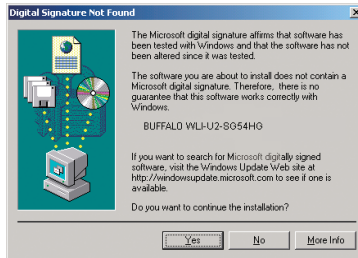 Digital Signature Not Found
The Microsoft digital signature affirms that software has
been tested with Windows and that the software has not
been altered since it was tested.
The software you are about to install does not contain a
Microsoft digital signature. Therefore, there is no
guarantee that this software works correctly with
Windows.
BUFFALO WLI-U2-SG54HG
If you want to search for Microsoft digitally signed
software, visit the Windows Update Web site at
http://windowsupdate.microsoft.com to see if one is
available.
Do you want to continue the installation?
Yes No More Info